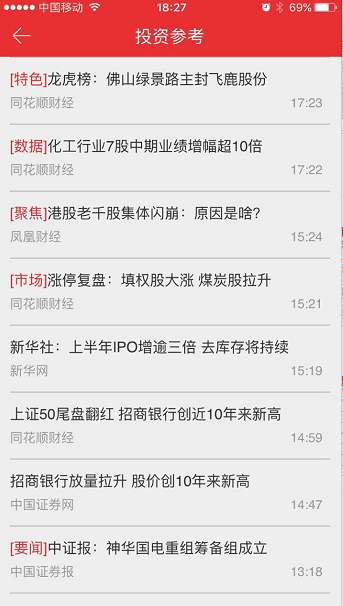 中国移动 18:27 69%
投资参考
[特色]龙虎榜：佛山绿景路主封飞鹿股份
同花顺财经 17:23
[数据]化工行业7股中期业绩增幅超10倍
同花顺财经 17:22
[聚焦]港股老千股集体闪崩：原因是啥?
凤凰财经 15:24
[市场]涨停复盘：填权股大涨 煤炭股拉升
同花顺财经 15:21
新华社：上半年IPO增逾三倍 去库存将持续
新华网 15:19
上证50尾盘翻红 招商银行创近10年来新高
同花顺财经 14:59
招商银行放量拉升 股价创10年来新高
中国证券网 14:47
[要闻]中证报：神华国电重组筹备组成立
中国证券报 13:18